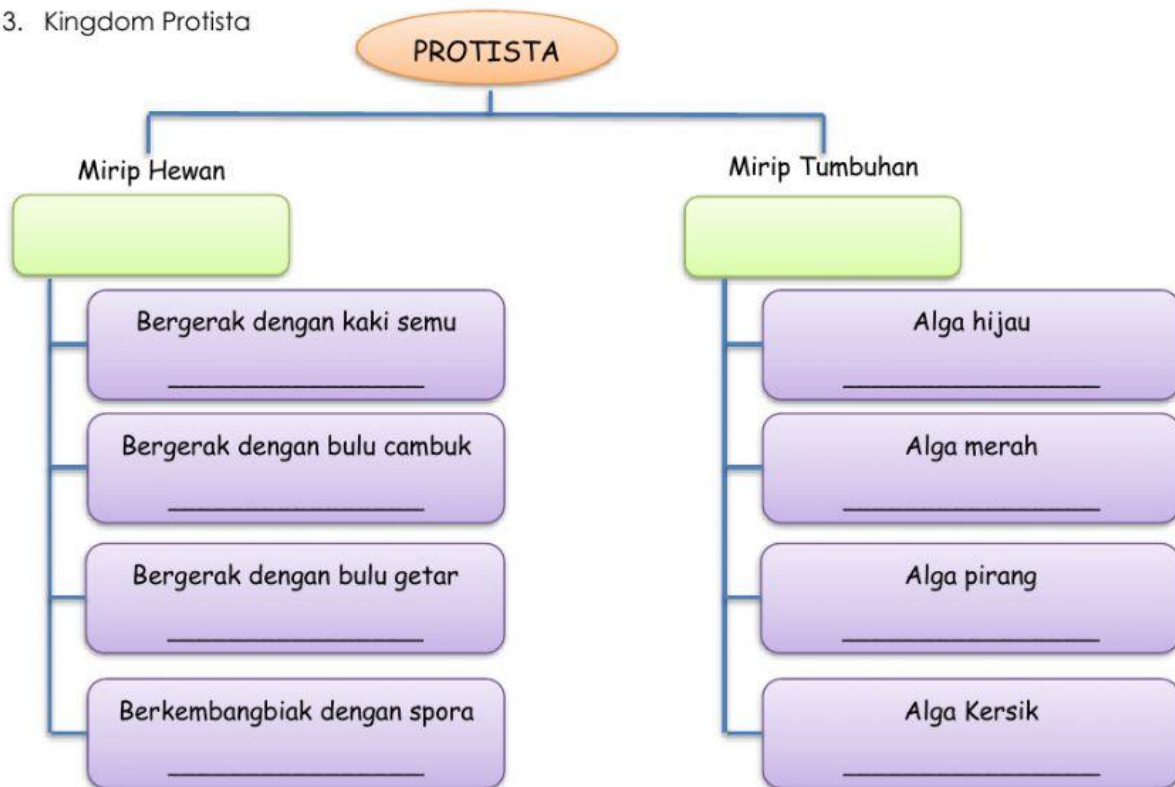 3. Kingdom Protista
PROTISTA
Mirip Hewan
Bergerak dengan kaki semu
Bergerak dengan bulu cambuk
Bergerak dengan bulu getar
Berkembangbiak dengan spora
Mirip Tumbuhan
Alga hijau
Alga merah
Alga pirang
Alga Kersik